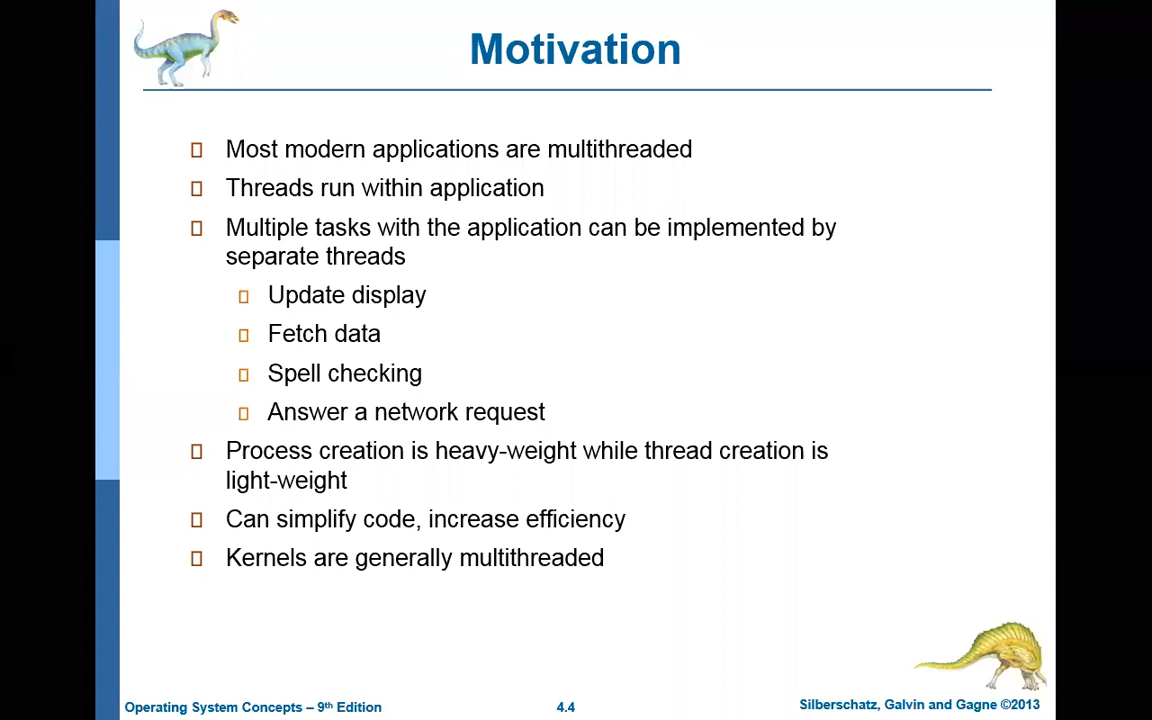 Motivation
Most modern applications are multithreaded
Threads run within application
Multiple tasks with the application can be implemented by
separate threads
Update display
Fetch data
Spell checking
Answer a network request
Process creation is heavy-weight while thread creation is
light-weight
Can simplify code, increase efficiency
Kernels are generally multithreaded
Operating System Concepts – 9th Edition
4.4
Silberschatz, Galvin and Gagne ©2013